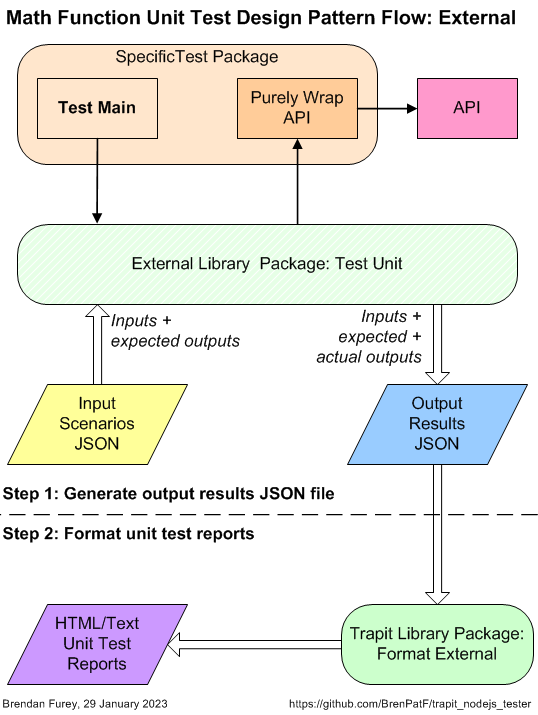 Math Function Unit Test Design Pattern Flow: External
SpecificTest Package
Test Main
Purely Wrap
API
API
External Library  Package: Test Unit
Inputs +
expected outputs
Inputs +
expected +
actual outputs
Input
Scenarios
JSON
Output
Results
JSON
Step 1: Generate output results JSON file
Step 2: Format unit test reports
HTML/Text
Unit Test
Reports
Trapit Library Package:
Format External
Brendan Furey, 29 January 2023
https://github.com/BrenPatF/trapit_nodejs_tester